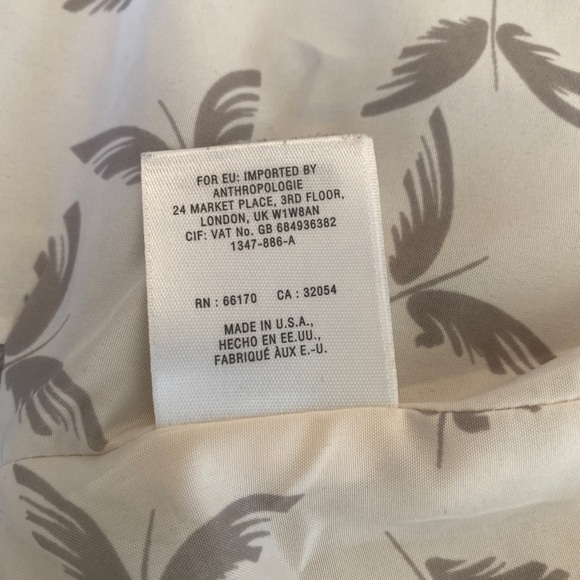 FOR EU: IMPORTED BY
ANTHROPOLOGIE
24 MARKET PLACE, 3RD FLOOR,
LONDON, UK W1W8AN
CIF: VAT No. GB 684936382
1347-886-A
RN : 66170 CA : 32054
MADE IN U.S.A.,
HECHO EN EE.UU.,
FABRIQUÉ ÀUX E.-U.